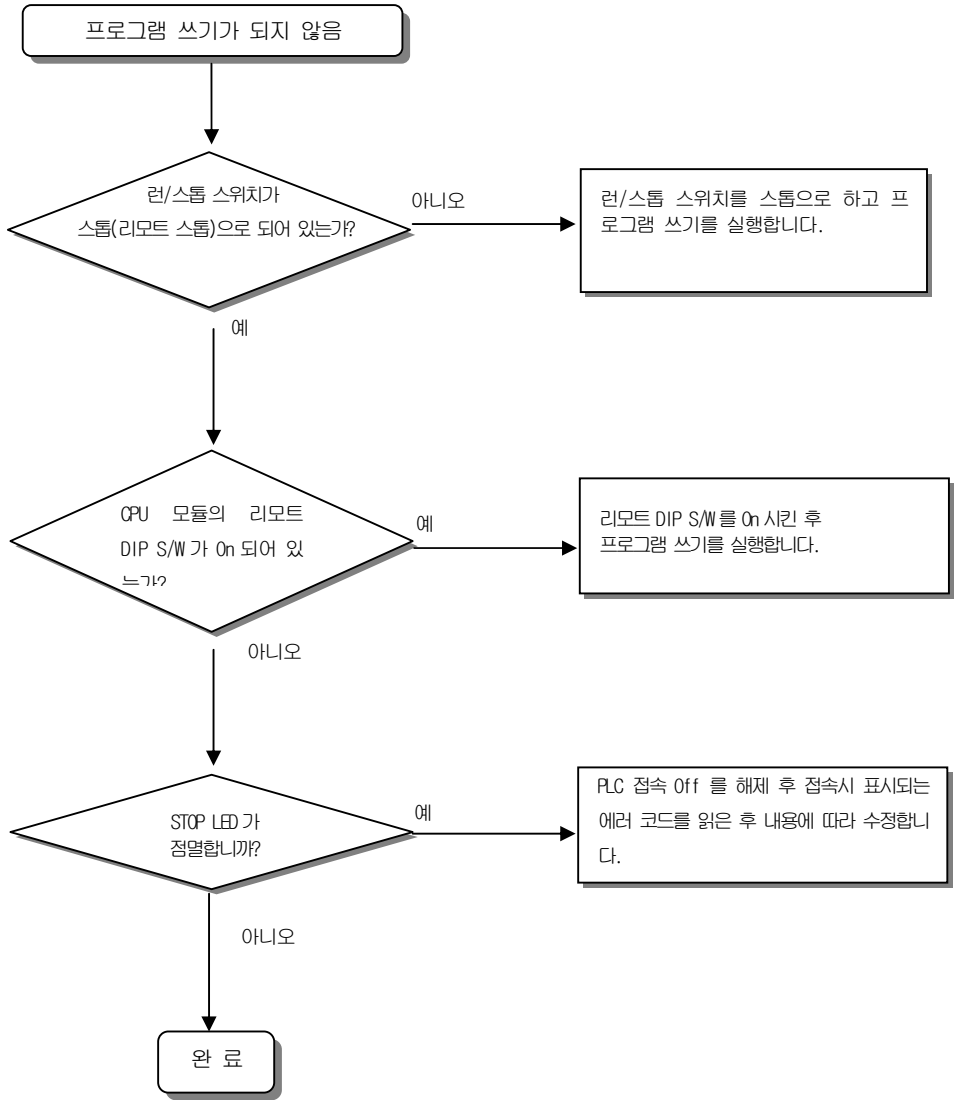 프로그램 쓰기가 되지 않음
런/스톱 스위치가
스톱(리모트 스톱)으로 되어 있는가?
아니오
런/스톱 스위치를 스톱으로 하고 프
로그램 쓰기를 실행합니다.
예
CPU 모듈의 리모트
DIP S/W 가 On 되어 있
는가?
예
리모트 DIP S/W 를 On 시킨 후
프로그램 쓰기를 실행합니다.
아니오
STOP LED 가
점멸합니까?
예
PLC 접속 Off 를 해제 후 접속시 표시되는
에러 코드를 읽은 후 내용에 따라 수정합니
다.
아니오
완 료